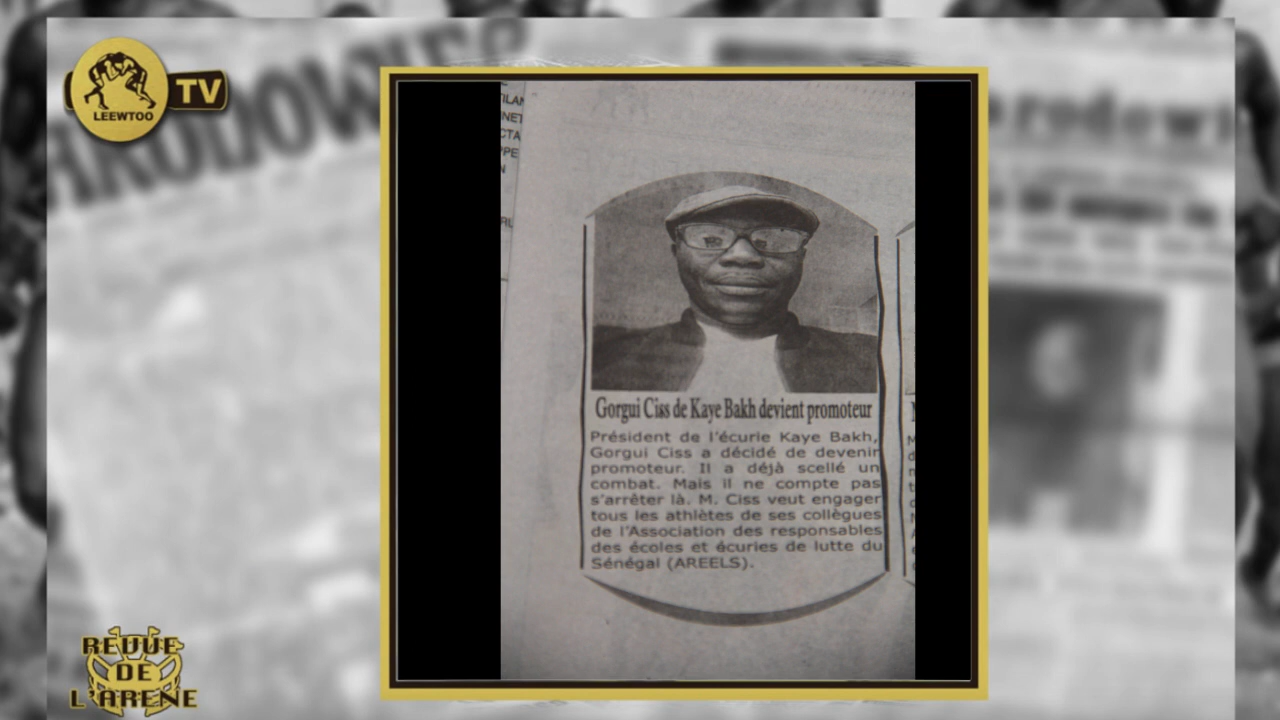 LEEWTOO
TV
Gorgui Ciss de Kaye Bakh devient promoteur
Président de l'écurie Kaye Bakh,
Gorgui Ciss a décidé de devenir
promoteur. Il a déjà scellé un
combat. Mais il ne compte pas
s'arrêter là. M. Ciss veut engager
tous les athlètes de ses collègues
de l'Association des responsables
des écoles et écuries de lutte du
Sénégal (AREELS).
REVUE
DE
L'ARENE